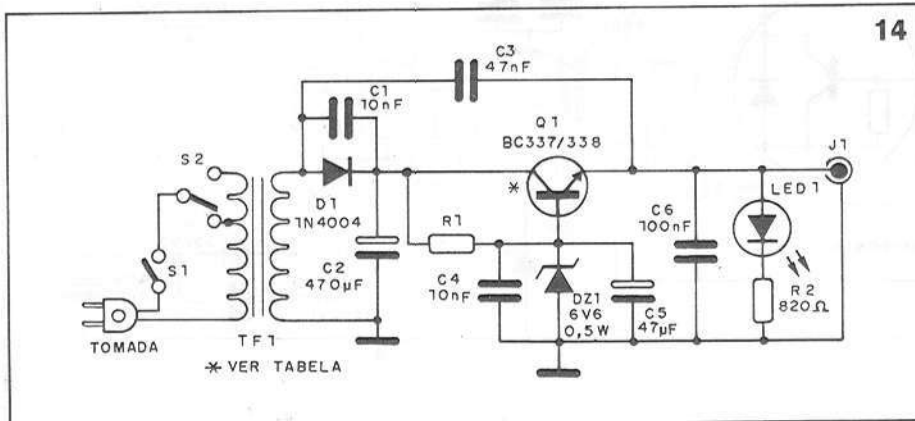 14
C3
47nF
C1
10nF
Q1
BC337/338
*
J1
S2
D1
1N4004
LED1
R1
C6
100nF
S1
C2
470µF
C4
10nF
DZ1
6V6
0,5W
C5
47µF
R2
820Ω
TOMADA
TF1
* VER TABELA